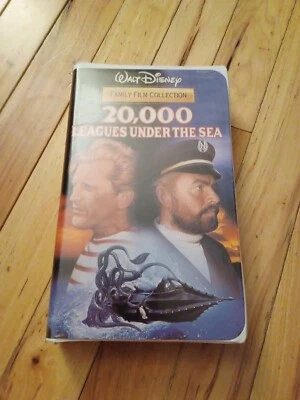 WALT DISNEY
FAMILY FILM COLLECTION
20,000
LEAGUES UNDER THE SEA
N